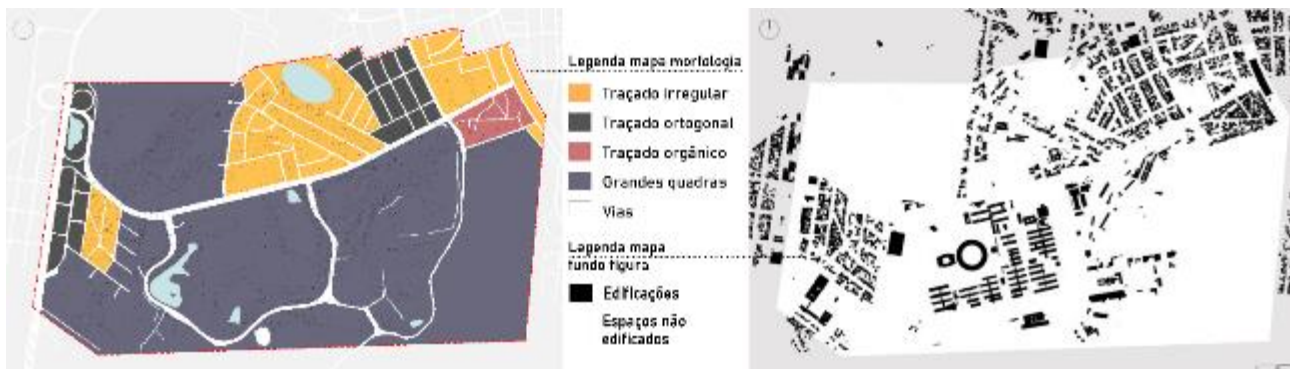 Legenda mapa morfologia
Traçado irregular
Traçado ortogonal
Traçado orgânico
Grandes quadras
Vias
Legenda mapa
fundo figura
Edificações
Espaços não
edificados